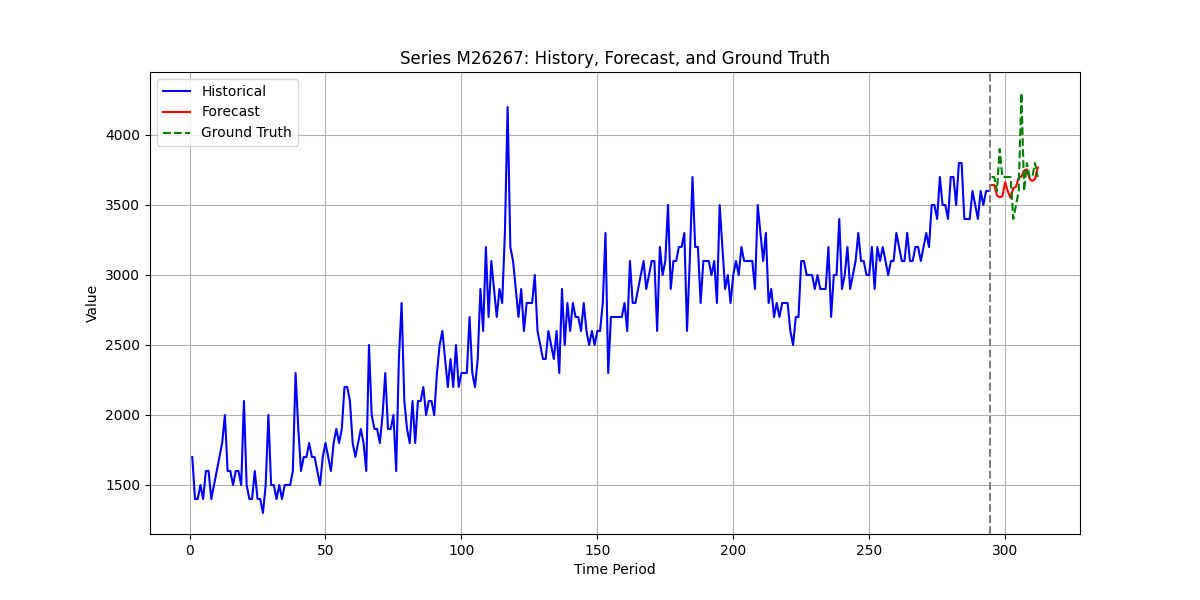 Series M26267: History, Forecast, and Ground Truth
Historical
Forecast
Ground Truth
Value
4000
3500
3000
2500
2000
1500
0 50 100 150 200 250 300
Time Period